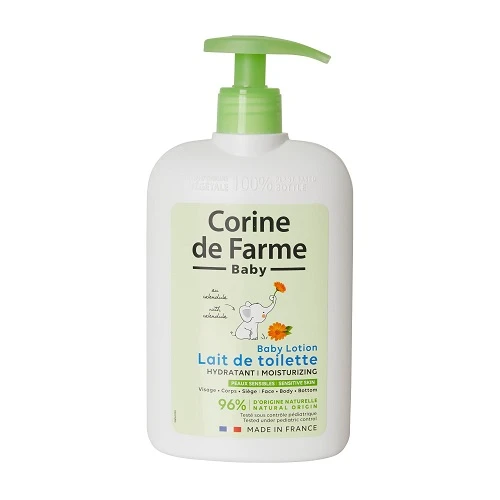 100%
Corine
de Farme
Baby
au
calendula
with
calendula
Baby Lotion
Lait de toilette
HYDRATANT | MOISTURIZING
PEAUX SENSIBLES · SENSITIVE SKIN
Visage • Corps • Siège | Face • Body • Bottom
96% D'ORIGINE NATURELLE
NATURAL ORIGIN
Testé sous contrôle pédiatrique
Tested under pediatric control
MADE IN FRANCE